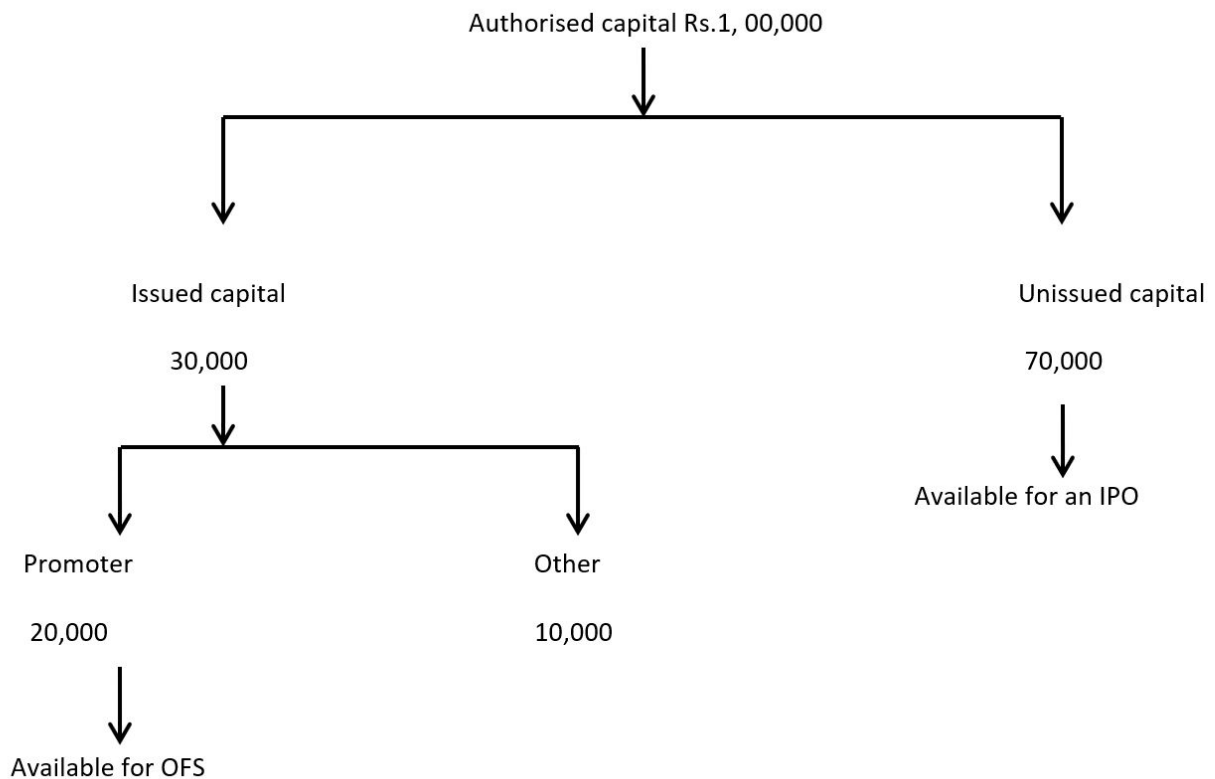 Authorised capital Rs.1, 00,000
Issued capital
Unissued capital
30,000
70,000
Available for an IPO
Promoter
Other
20,000
10,000
Available for OFS